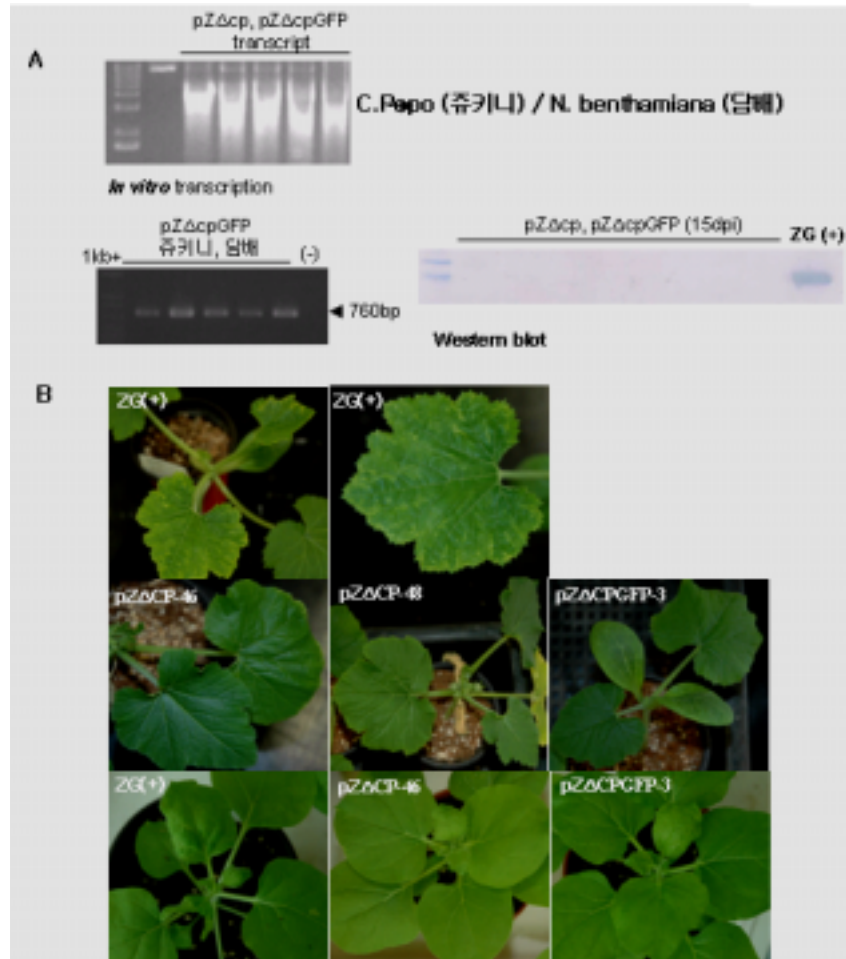 A
pZΔcp, pZΔcpGFP
transcript
C.Pepo (쥬키니) / N. benthamiana (담배)
In vitro transcription
pZΔcpGFP
쥬키니, 담배
1kb+
(-)
◄ 760bp
pZΔcp, pZΔcpGFP (15dpi)
ZG (+)
Western blot
B
ZG(+)
ZG(+)
pZΔCP-46
pZΔCP-48
pZΔCPGFP-3
ZG(+)
pZΔCP-46
pZΔCPGFP-3